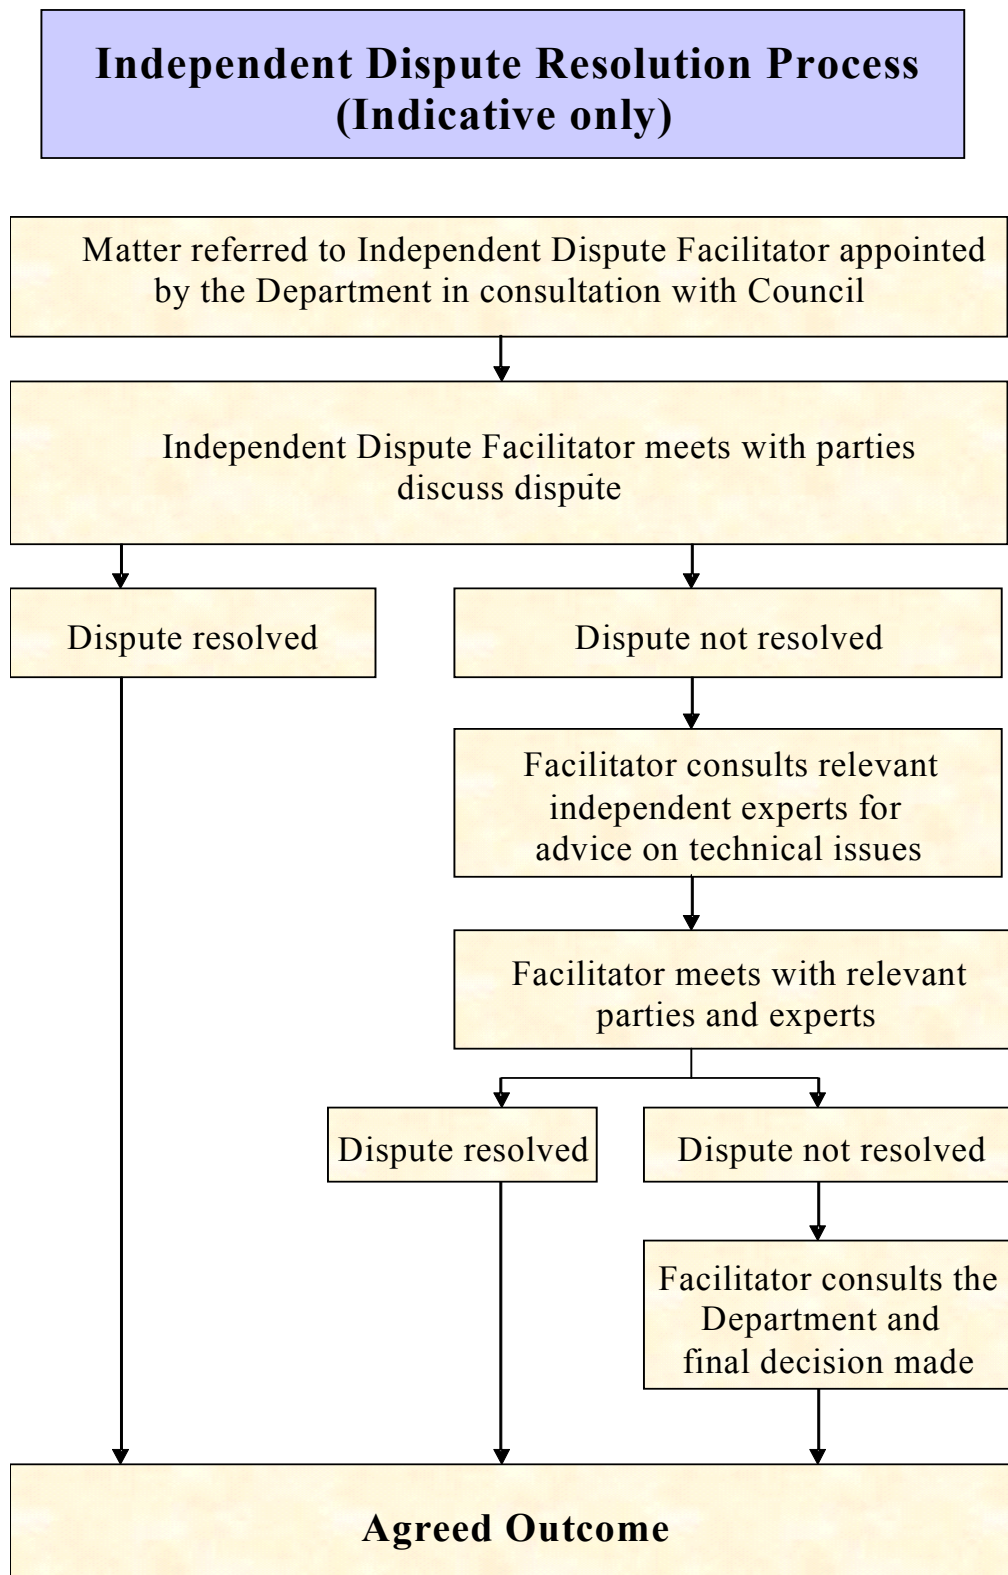 Independent Dispute Resolution Process
(Indicative only)
Matter referred to Independent Dispute Facilitator appointed
by the Department in consultation with Council
Independent Dispute Facilitator meets with parties
discuss dispute
Dispute resolved
Dispute not resolved
Facilitator consults relevant
independent experts for
advice on technical issues
Facilitator meets with relevant
parties and experts
Dispute resolved
Dispute not resolved
Facilitator consults the
Department and
final decision made
Agreed Outcome